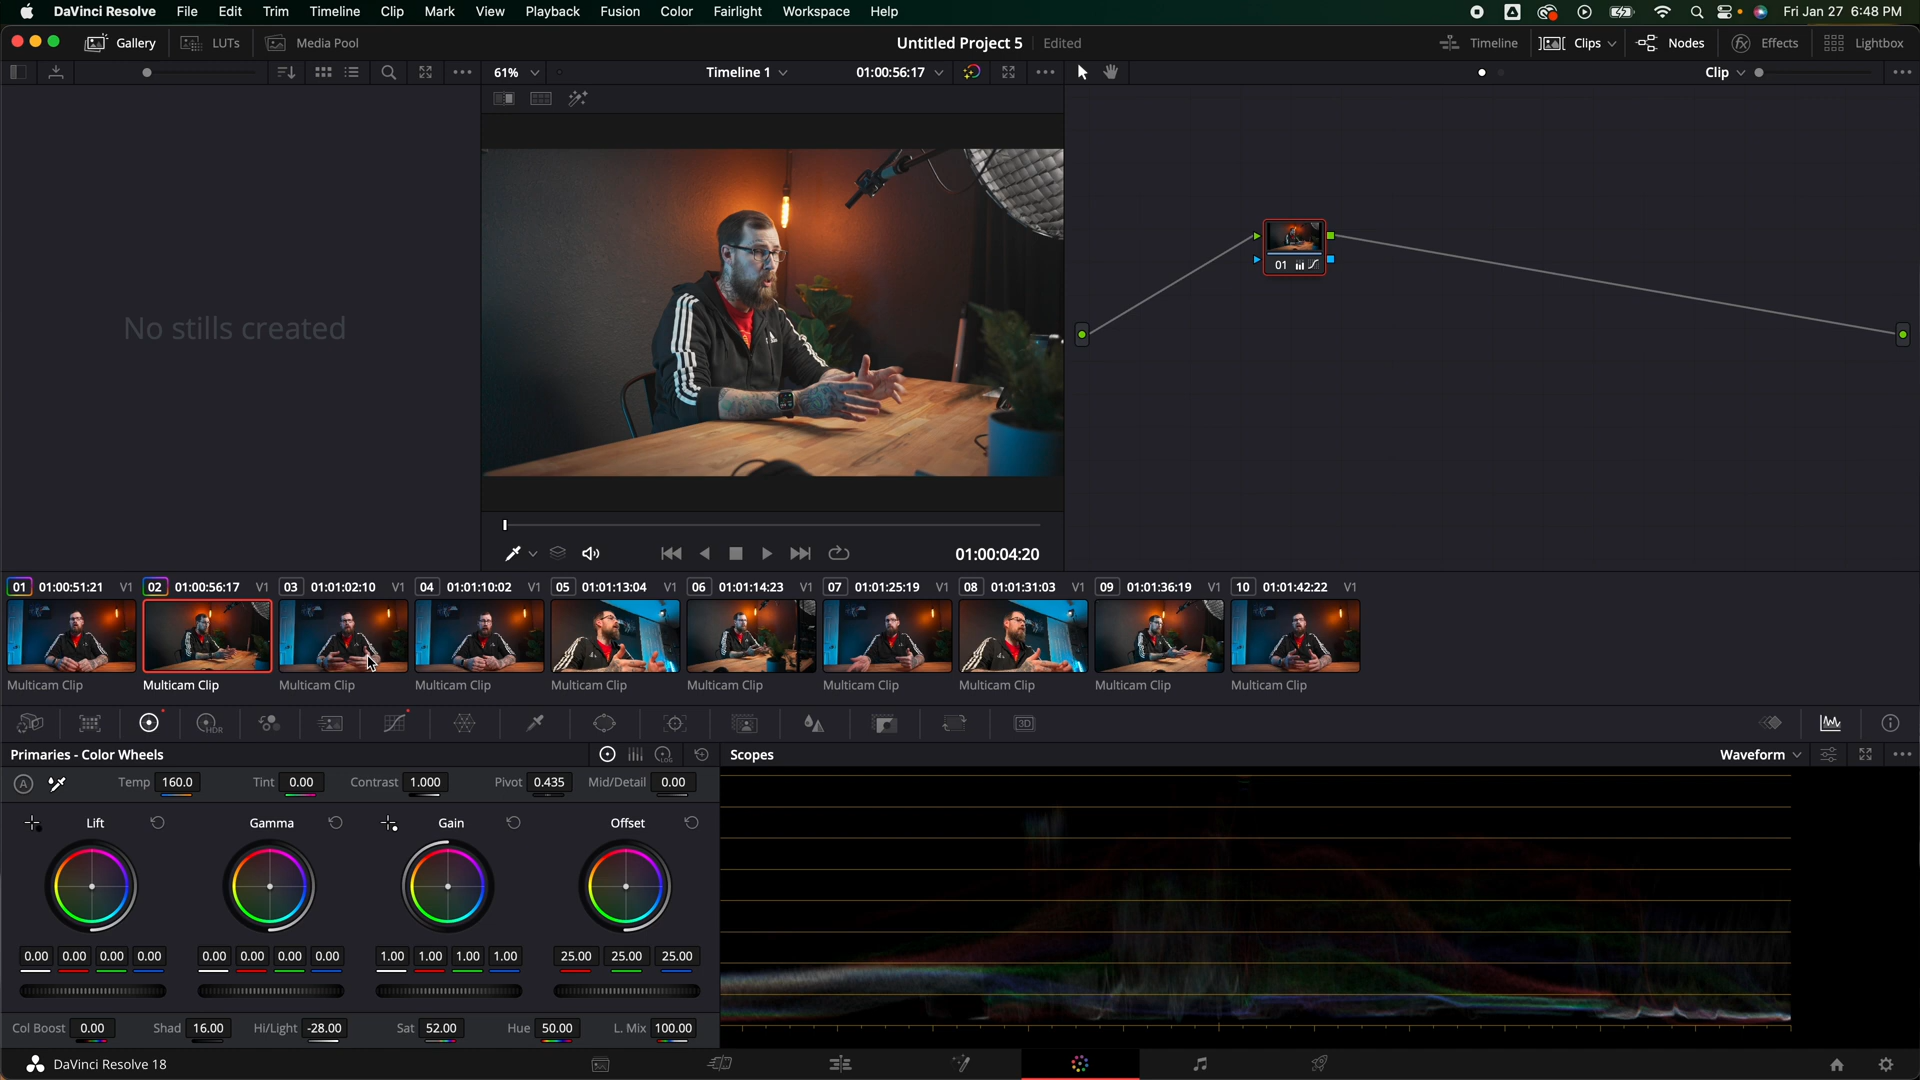 DaVinci Resolve File Edit Trim Timeline Clip Mark View Playback Fusion Color Fairlight Workspace Help Fri Jan 27 6:48 PM
Gallery LUTs Media Pool Untitled Project 5 Edited Timeline Clips Nodes Effects Lightbox
61% Timeline 1 01:00:56:17 Clip
No stills created
01
01:00:04:20
01 01:00:51:21 V1 02 01:00:56:17 V1 03 01:01:02:10 V1 04 01:01:10:02 V1 05 01:01:13:04 V1 06 01:01:14:23 V1 07 01:01:25:19 V1 08 01:01:31:03 V1 09 01:01:36:19 V1 10 01:01:42:22 V1
Multicam Clip Multicam Clip Multicam Clip Multicam Clip Multicam Clip Multicam Clip Multicam Clip Multicam Clip Multicam Clip Multicam Clip
HDR 3D
Primaries - Color Wheels LOG Scopes Waveform
A Temp 160.0 Tint 0.00 Contrast 1.000 Pivot 0.435 Mid/Detail 0.00
Lift Gamma Gain Offset
0.00 0.00 0.00 0.00 0.00 0.00 0.00 0.00 1.00 1.00 1.00 1.00 25.00 25.00 25.00
Col Boost 0.00 Shad 16.00 Hi/Light -28.00 Sat 52.00 Hue 50.00 L. Mix 100.00
DaVinci Resolve 18